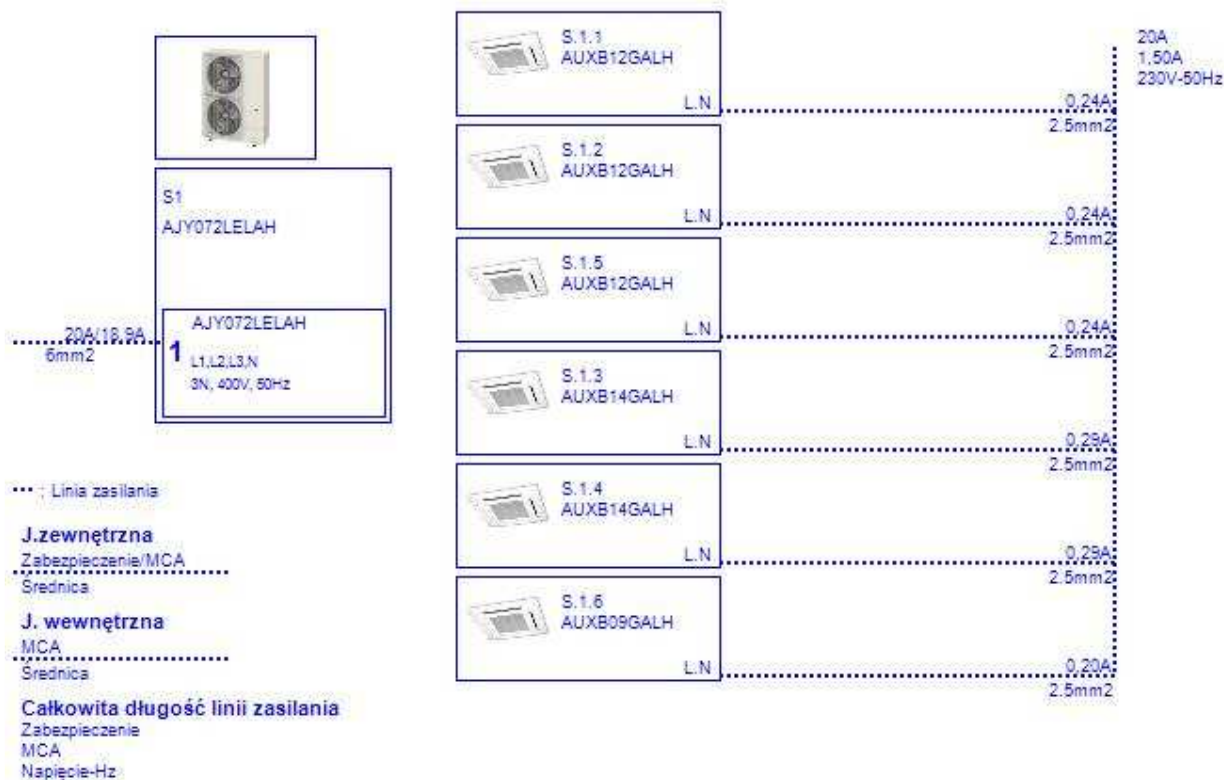 S1
AJY072LELAH
20A/18,9A
6mm2
AJY072LELAH
1
L1,L2,L3,N
3N, 400V, 50Hz
S.1.1
AUXB12GALH
L.N
0,24A
2.5mm2
S.1.2
AUXB12GALH
L.N
0,24A
2.5mm2
S.1.5
AUXB12GALH
L.N
0,24A
2.5mm2
S.1.3
AUXB14GALH
L.N
0,29A
2.5mm2
S.1.4
AUXB14GALH
L.N
0,29A
2.5mm2
S.1.6
AUXB09GALH
L.N
0,20A
2.5mm2
20A
1,50A
230V-50Hz
: Linia zasilania
J.zewnętrzna
Zabezpieczenie/MCA
Średnica
J. wewnętrzna
MCA
Średnica
Całkowita długość linii zasilania
Zabezpieczenie
MCA
Napięcie-Hz